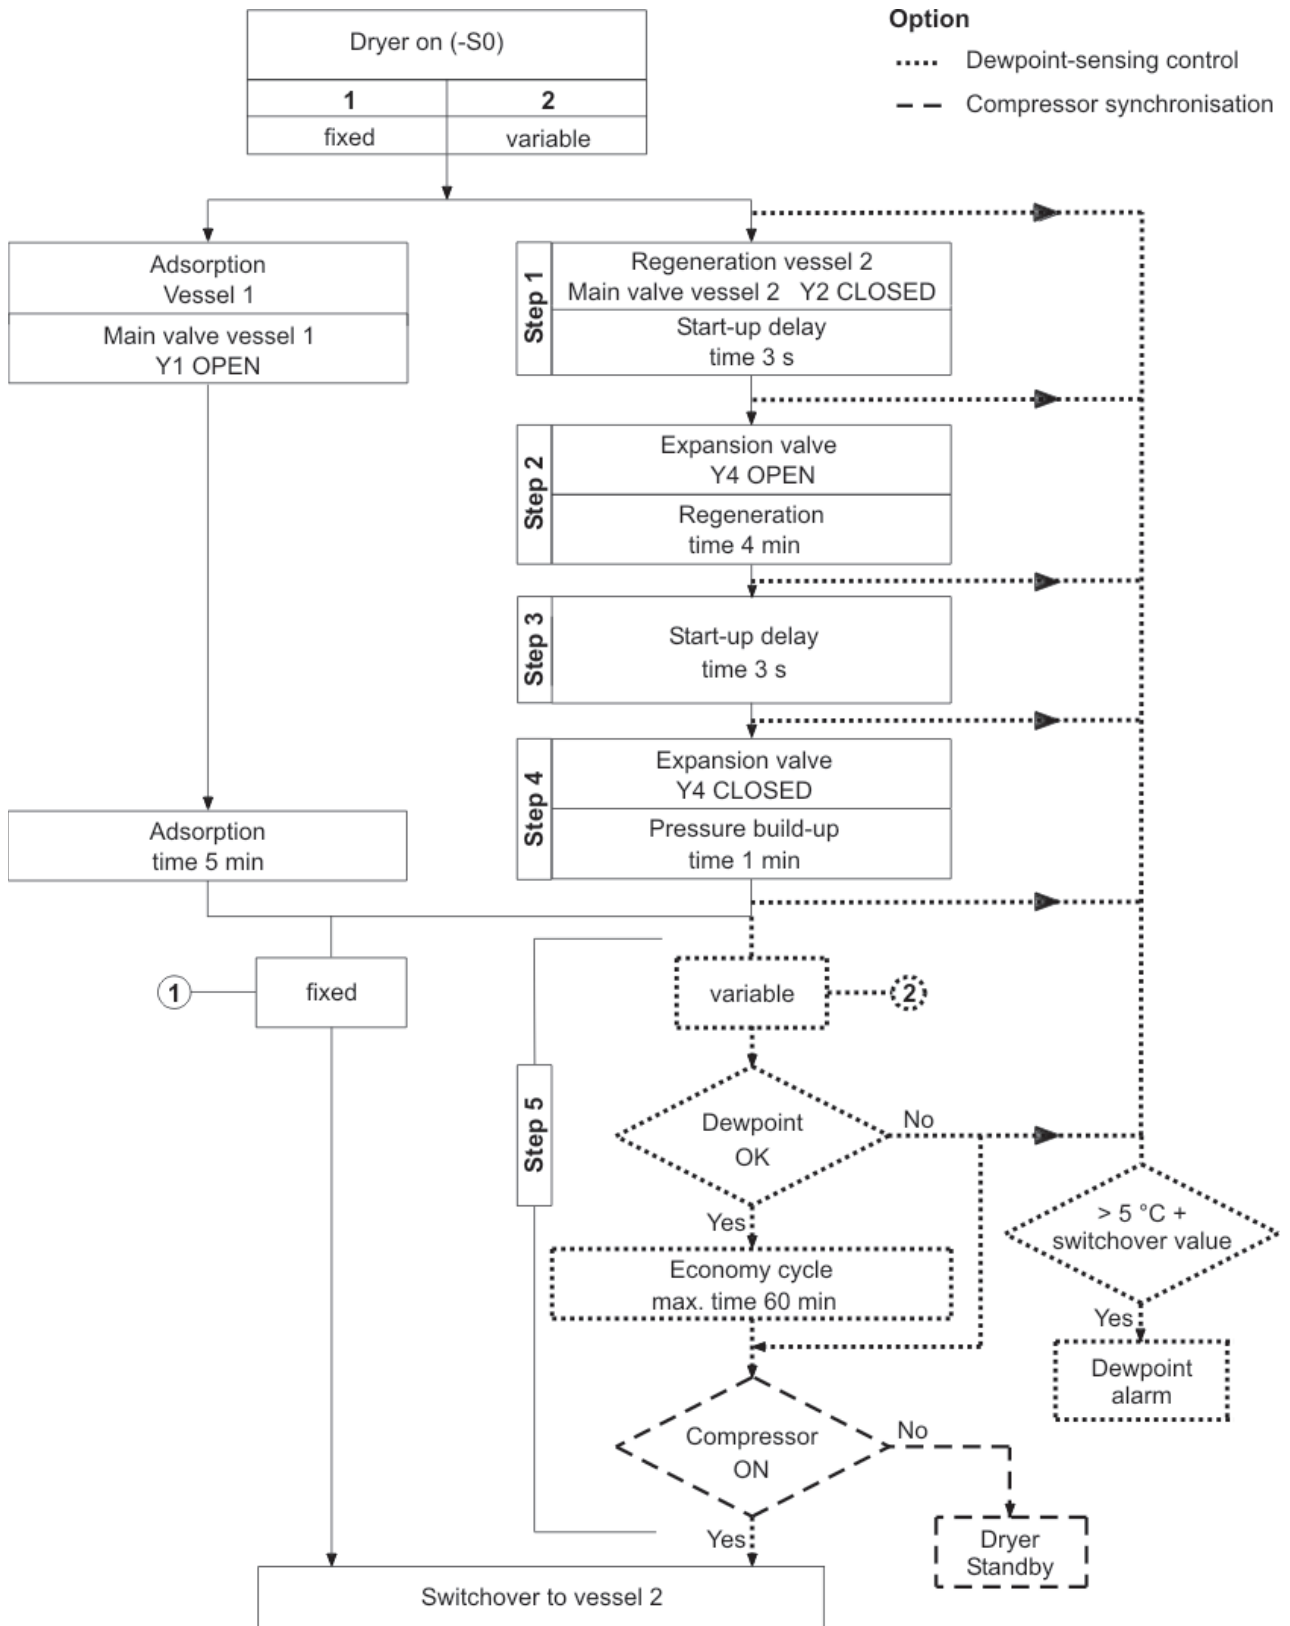 Option
Dryer on (-S0)
Dewpoint-sensing control
1
2
Compressor synchronisation
fixed
variable
Adsorption
Vessel 1
Main valve vessel 1
Y1 OPEN
Step 1
Regeneration vessel 2
Main valve vessel 2 Y2 CLOSED
Start-up delay
time 3 s
Step 2
Expansion valve
Y4 OPEN
Regeneration
time 4 min
Step 3
Start-up delay
time 3 s
Step 4
Expansion valve
Y4 CLOSED
Pressure build-up
time 1 min
Adsorption
time 5 min
1
fixed
variable
2
Step 5
Dewpoint
OK
No
Yes
> 5 °C +
switchover value
Yes
Dewpoint
alarm
Economy cycle
max. time 60 min
Compressor
ON
No
Yes
Dryer
Standby
Switchover to vessel 2